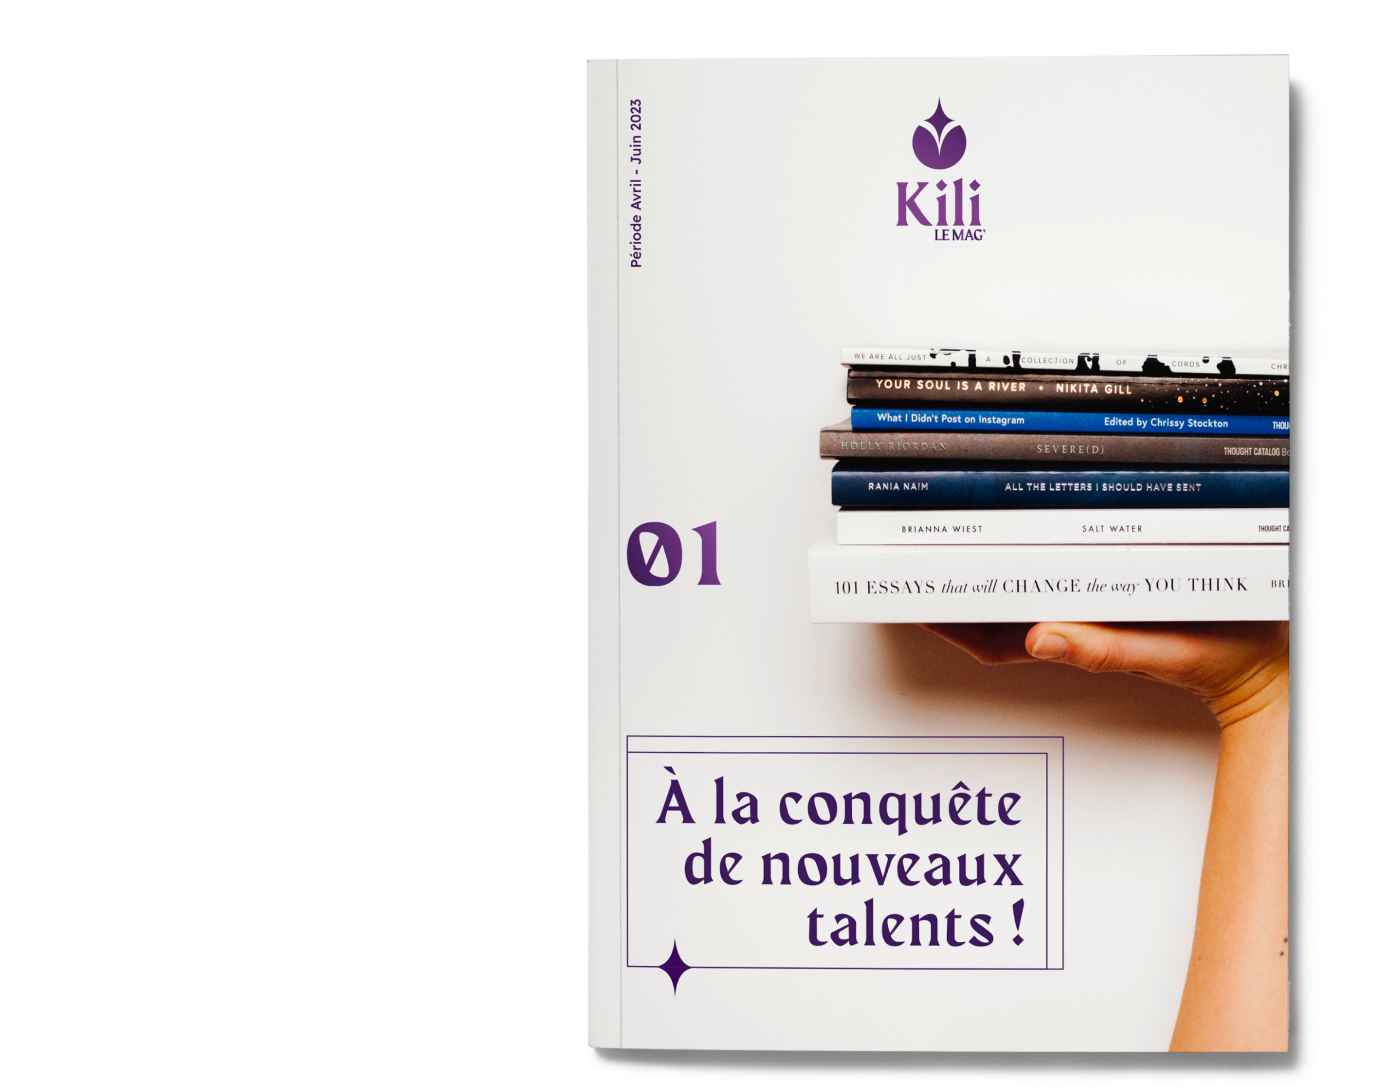 Période Avril - Juin 2023
Kili
LE MAG'
WE ARE ALL JUST A COLLECTION OF CORDS
YOUR SOUL IS A RIVER • NIKITA GILL
What I Didn't Post on Instagram Edited by Chrissy Stockton
HOLLY RIORDAN SEVERE(D) THOUGHT CATALOG
RANIA NAIM ALL THE LETTERS I SHOULD HAVE SENT
BRIANNA WIEST SALT WATER THOUGHT
101 ESSAYS that will CHANGE the way YOU THINK
01
À la conquête
de nouveaux
talents !